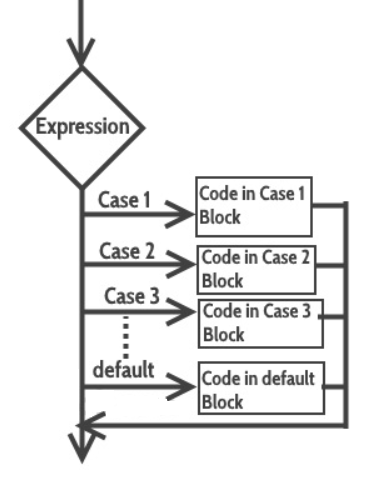 Expression
Case 1
Code in Case 1
Block
Case 2
Code in Case 2
Block
Case 3
Code in Case 3
Block
default
Code in default
Block